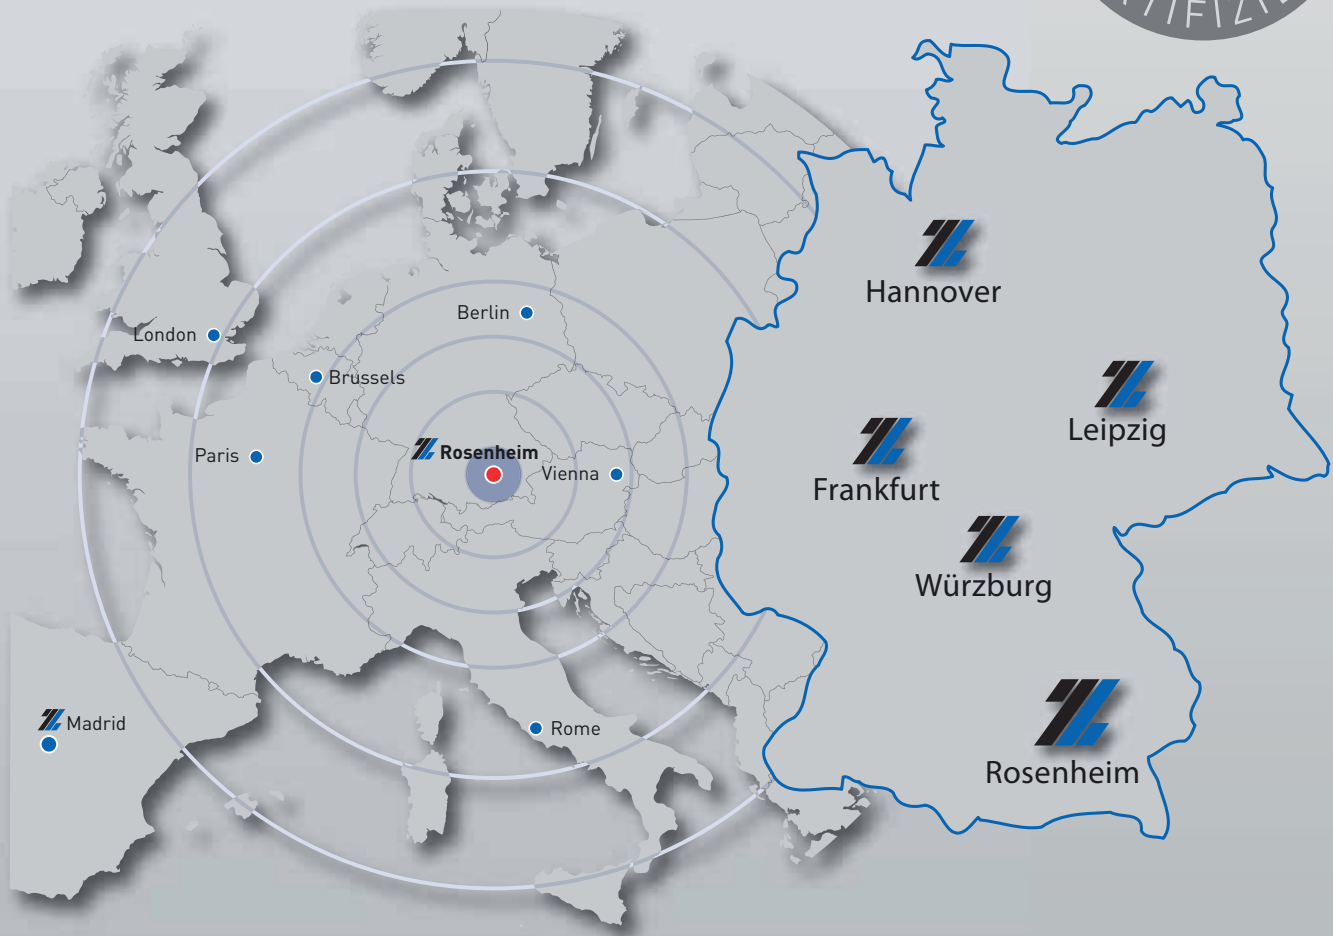 London
Berlin
Brussels
Paris
Rosenheim
Vienna
Madrid
Rome
Hannover
Leipzig
Frankfurt
Würzburg
Rosenheim